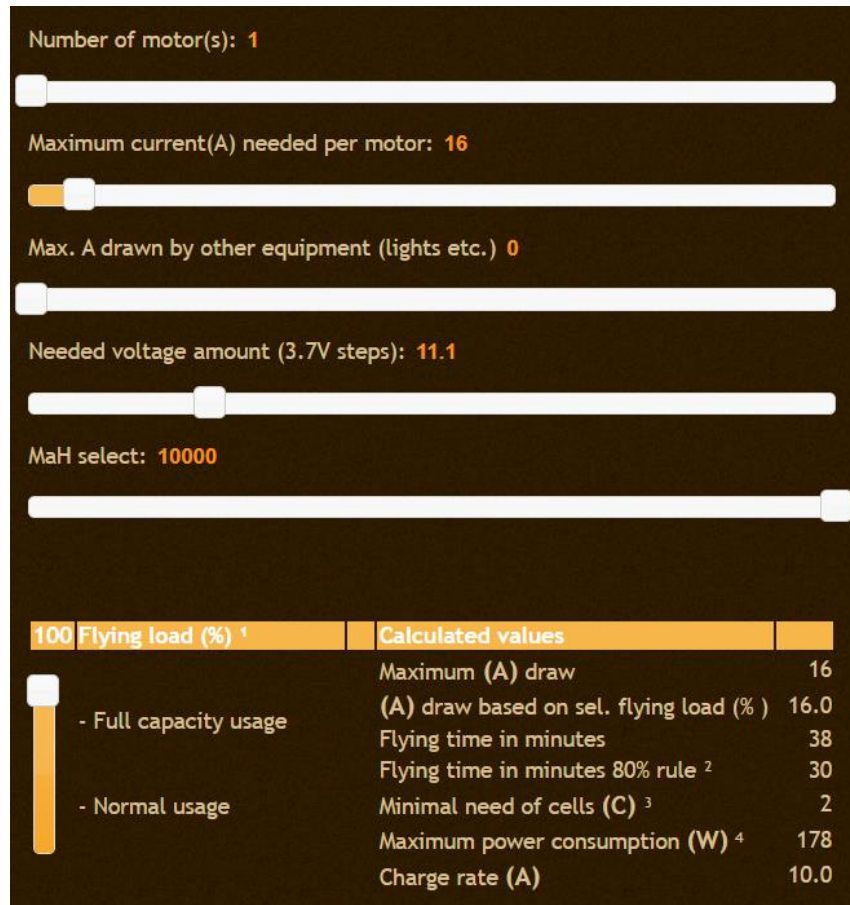 Number of motor(s): 1
Maximum current(A) needed per motor: 16
Max. A drawn by other equipment (lights etc.) 0
Needed voltage amount (3.7V steps): 11.1
MaH select: 10000
100 Flying load (%) ¹ Calculated values
Maximum (A) draw 16
(A) draw based on sel. flying load (% ) 16.0
- Full capacity usage
Flying time in minutes 38
Flying time in minutes 80% rule ² 30
- Normal usage
Minimal need of cells (C) ³ 2
Maximum power consumption (W) ⁴ 178
Charge rate (A) 10.0